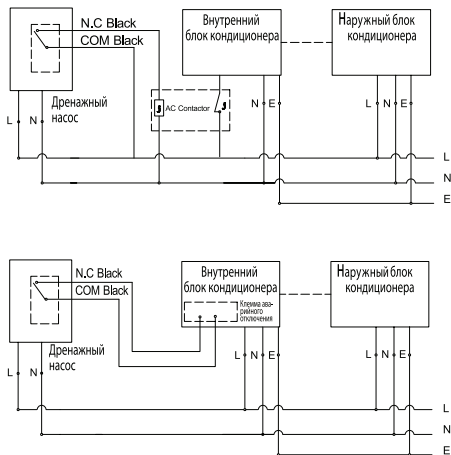 N.C Black
COM Black
Внутренний
блок кондиционера
Наружный блок
кондиционера
AC Contactor
J
J
Дренажный
насос
L N
N E
L N E
L
N
E
N.C Black
COM Black
Внутренний
блок кондиционера
Клемма ава-
рийного
отключения
Наружный блок
кондиционера
Дренажный
насос
L N
L N E
L N E
L
N
E